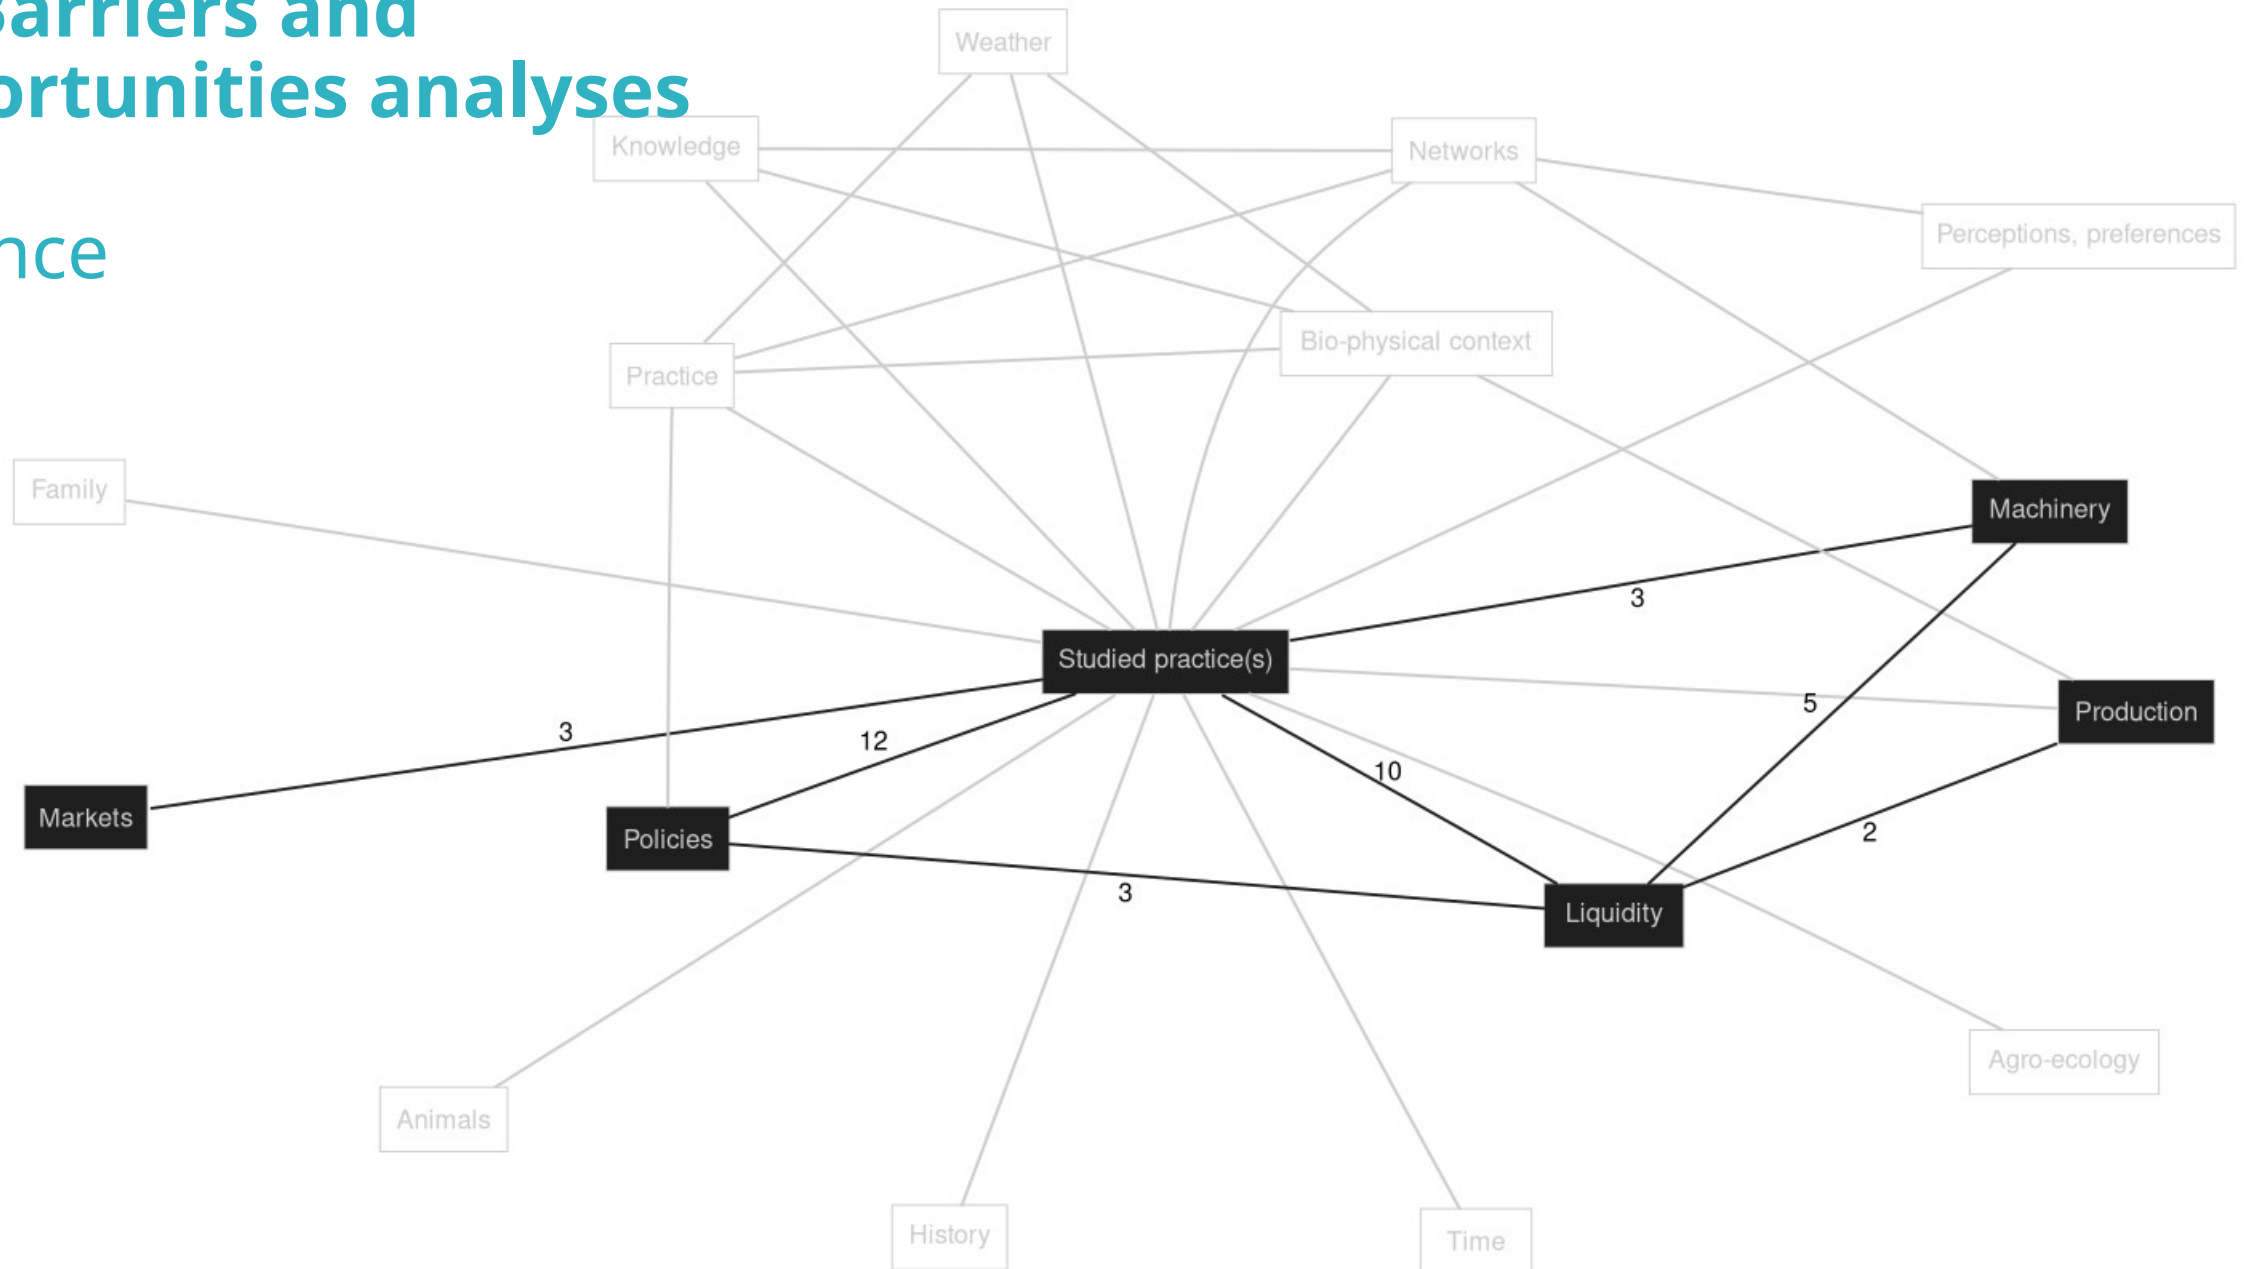 Barriers and
ortunities analyses
nce
Weather
Knowledge
Networks
Perceptions, preferences
Bio-physical context
Practice
Family
Machinery
3
Studied practice(s)
5
Production
3
12
10
Markets
Policies
2
3
Liquidity
Agro-ecology
Animals
History
Time